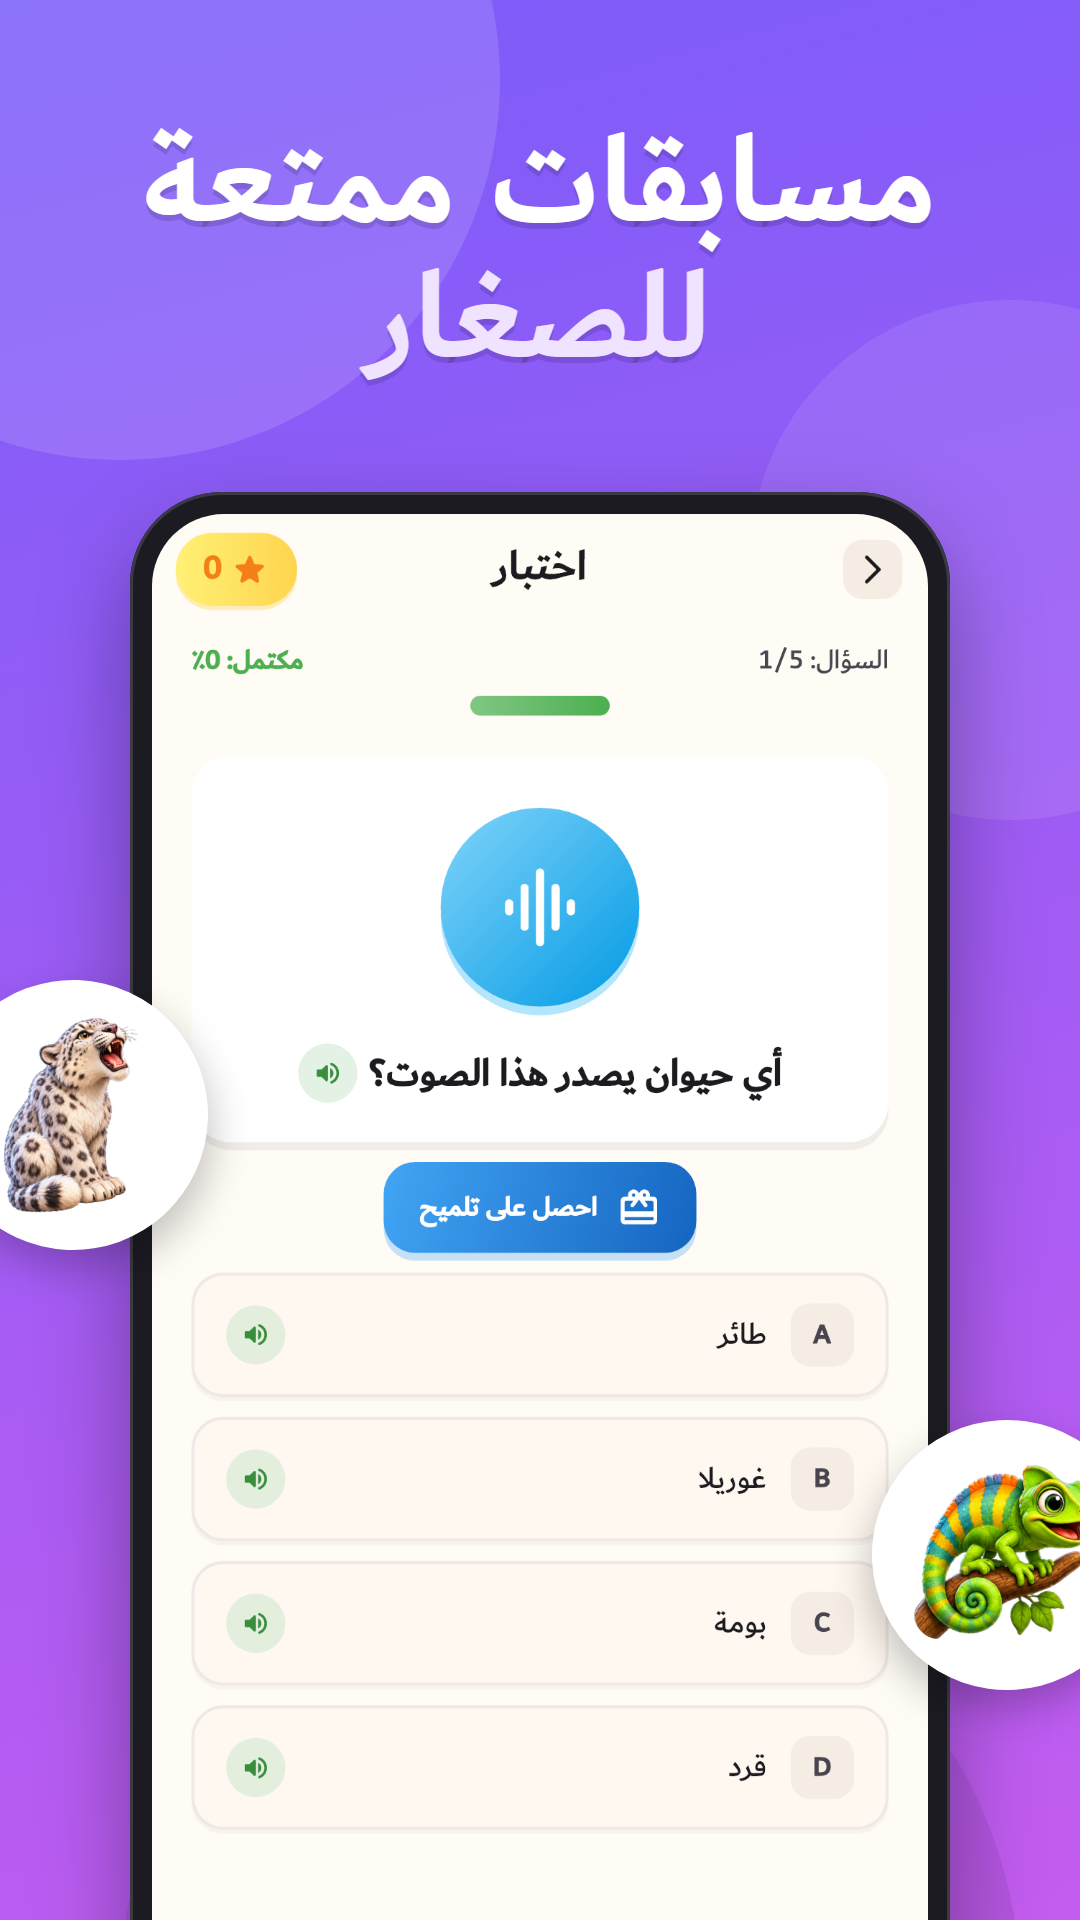 مسابقات ممتعة
للصغار
اختبار
0
السؤال: 1/5
مكتمل: 0٪
أي حيوان يصدر هذا الصوت؟
احصل على تلميح
A طائر
B غوريلا
C بومة
D قرد